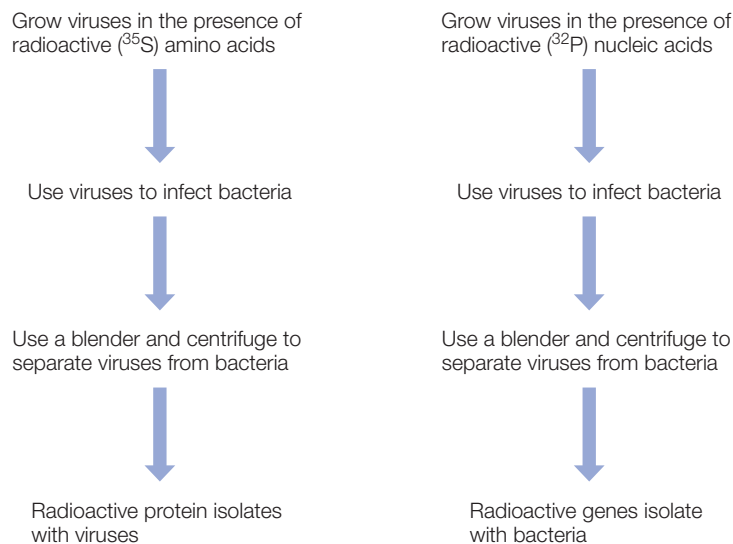 Grow viruses in the presence of
radioactive (³⁵S) amino acids
Use viruses to infect bacteria
Use a blender and centrifuge to
separate viruses from bacteria
Radioactive protein isolates
with viruses
Grow viruses in the presence of
radioactive (³²P) nucleic acids
Use viruses to infect bacteria
Use a blender and centrifuge to
separate viruses from bacteria
Radioactive genes isolate
with bacteria